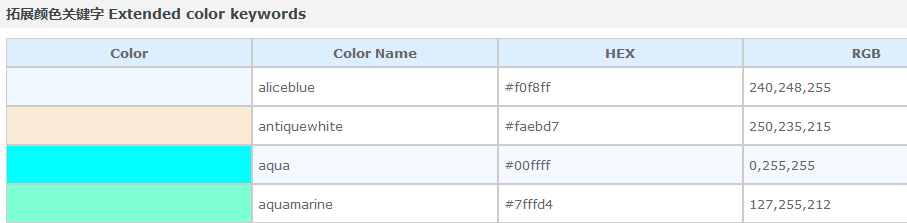 拓展颜色关键字 Extended color keywords
Color Color Name HEX RGB
aliceblue #f0f8ff 240,248,255
antiquewhite #faebd7 250,235,215
aqua #00ffff 0,255,255
aquamarine #7fffd4 127,255,212